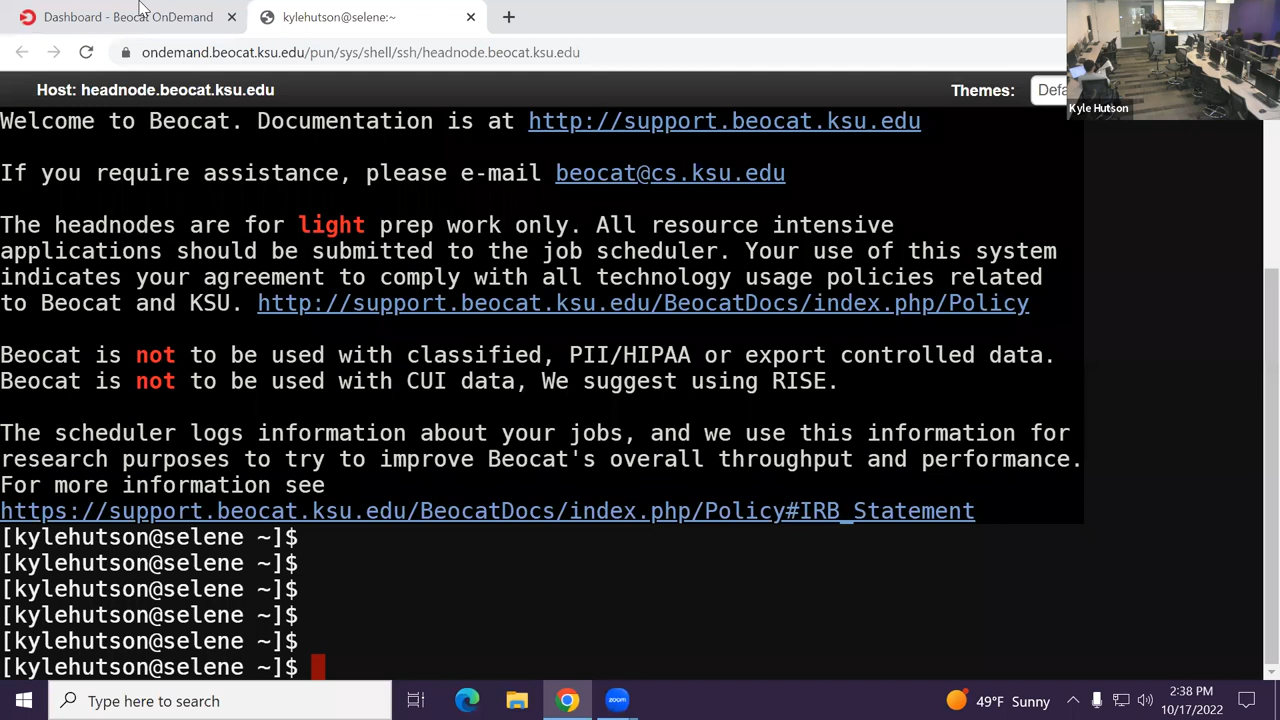 Dashboard - Beocat OnDemand
kylehutson@selene:~
ondemand.beocat.ksu.edu/pun/sys/shell/ssh/headnode.beocat.ksu.edu
Host: headnode.beocat.ksu.edu
Themes:
Defa
Kyle Hutson
Welcome to Beocat. Documentation is at http://support.beocat.ksu.edu
If you require assistance, please e-mail beocat@cs.ksu.edu
The headnodes are for light prep work only. All resource intensive
applications should be submitted to the job scheduler. Your use of this system
indicates your agreement to comply with all technology usage policies related
to Beocat and KSU. http://support.beocat.ksu.edu/BeocatDocs/index.php/Policy
Beocat is not to be used with classified, PII/HIPAA or export controlled data.
Beocat is not to be used with CUI data, We suggest using RISE.
The scheduler logs information about your jobs, and we use this information for
research purposes to try to improve Beocat's overall throughput and performance.
For more information see
https://support.beocat.ksu.edu/BeocatDocs/index.php/Policy#IRB_Statement
[kylehutson@selene ~]$
[kylehutson@selene ~]$
[kylehutson@selene ~]$
[kylehutson@selene ~]$
[kylehutson@selene ~]$
[kylehutson@selene ~]$
Type here to search
zoom
49°F Sunny
2:38 PM
10/17/2022